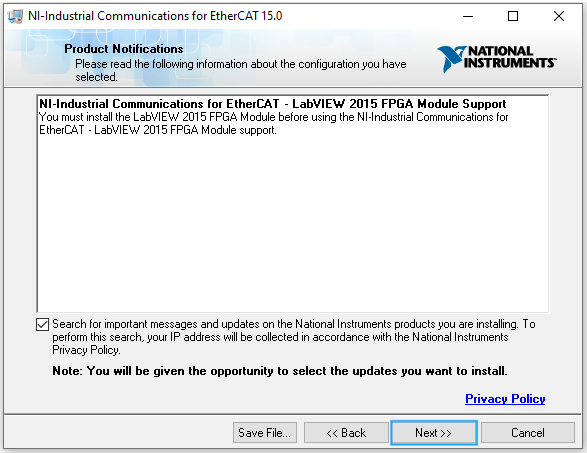 NI-Industrial Communications for EtherCAT 15.0
Product Notifications
Please read the following information about the configuration you have
selected.
NATIONAL
INSTRUMENTS™
NI-Industrial Communications for EtherCAT - LabVIEW 2015 FPGA Module Support
You must install the LabVIEW 2015 FPGA Module before using the NI-Industrial Communications for
EtherCAT - LabVIEW 2015 FPGA Module support.
Search for important messages and updates on the National Instruments products you are installing. To
perform this search, your IP address will be collected in accordance with the National Instruments
Privacy Policy.
Note: You will be given the opportunity to select the updates you want to install.
Privacy Policy
Save File...
<< Back
Next >>
Cancel